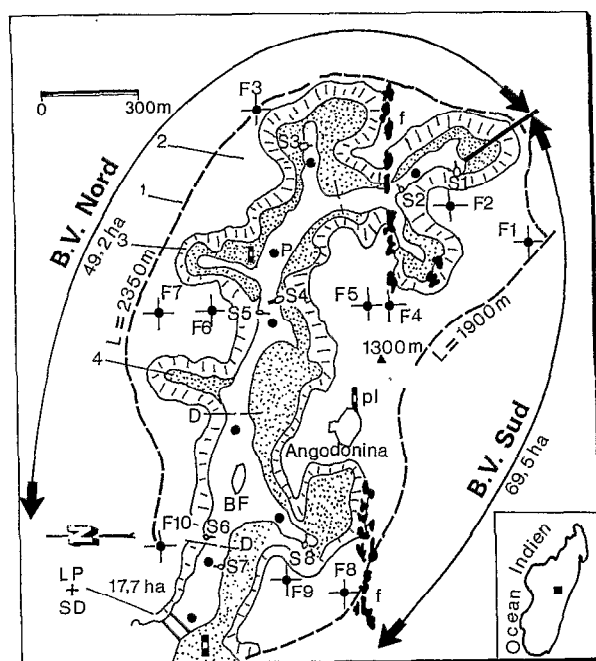 0 300m
F3
f
2
S3
S1
1
S2
F2
F1
B.V. Nord
49,2 ha
3
P
L=2350m
F7
F6
S5
S4
F5
F4
L=1900m
1300m
4
pl
D
Angodonina
BF
B.V. Sud
69,5 ha
N
F10
S6
D
S7
S8
LP
+
SD
17,7 ha
F9
F8
f
Ocean Indien